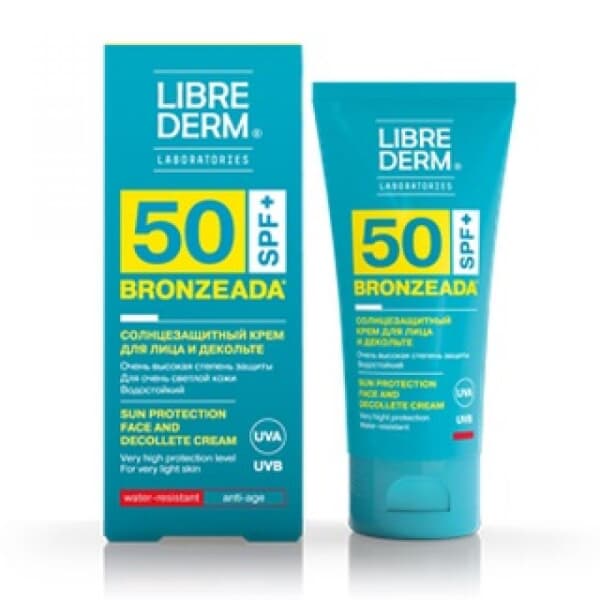 LIBRE
DERM®
LABORATORIES
50 SPF+
BRONZEADA
СОЛНЦЕЗАЩИТНЫЙ КРЕМ
ДЛЯ ЛИЦА И ДЕКОЛЬТЕ
Очень высокая степень защиты
Для очень светлой кожи
Водостойкий
SUN PROTECTION
FACE AND
DECOLLETE CREAM
Very high protection level
For very light skin
UVA
UVB
water-resistant anti-age
LIBRE
DERM®
LABORATORIES
50 SPF+
BRONZEADA
СОЛНЦЕЗАЩИТНЫЙ
КРЕМ ДЛЯ ЛИЦА
И ДЕКОЛЬТЕ
Очень высокая степень защиты
Водостойкий
SUN PROTECTION
FACE AND
DECOLLETE CREAM
Very hight protection
Water-resistant
UVA
UVB